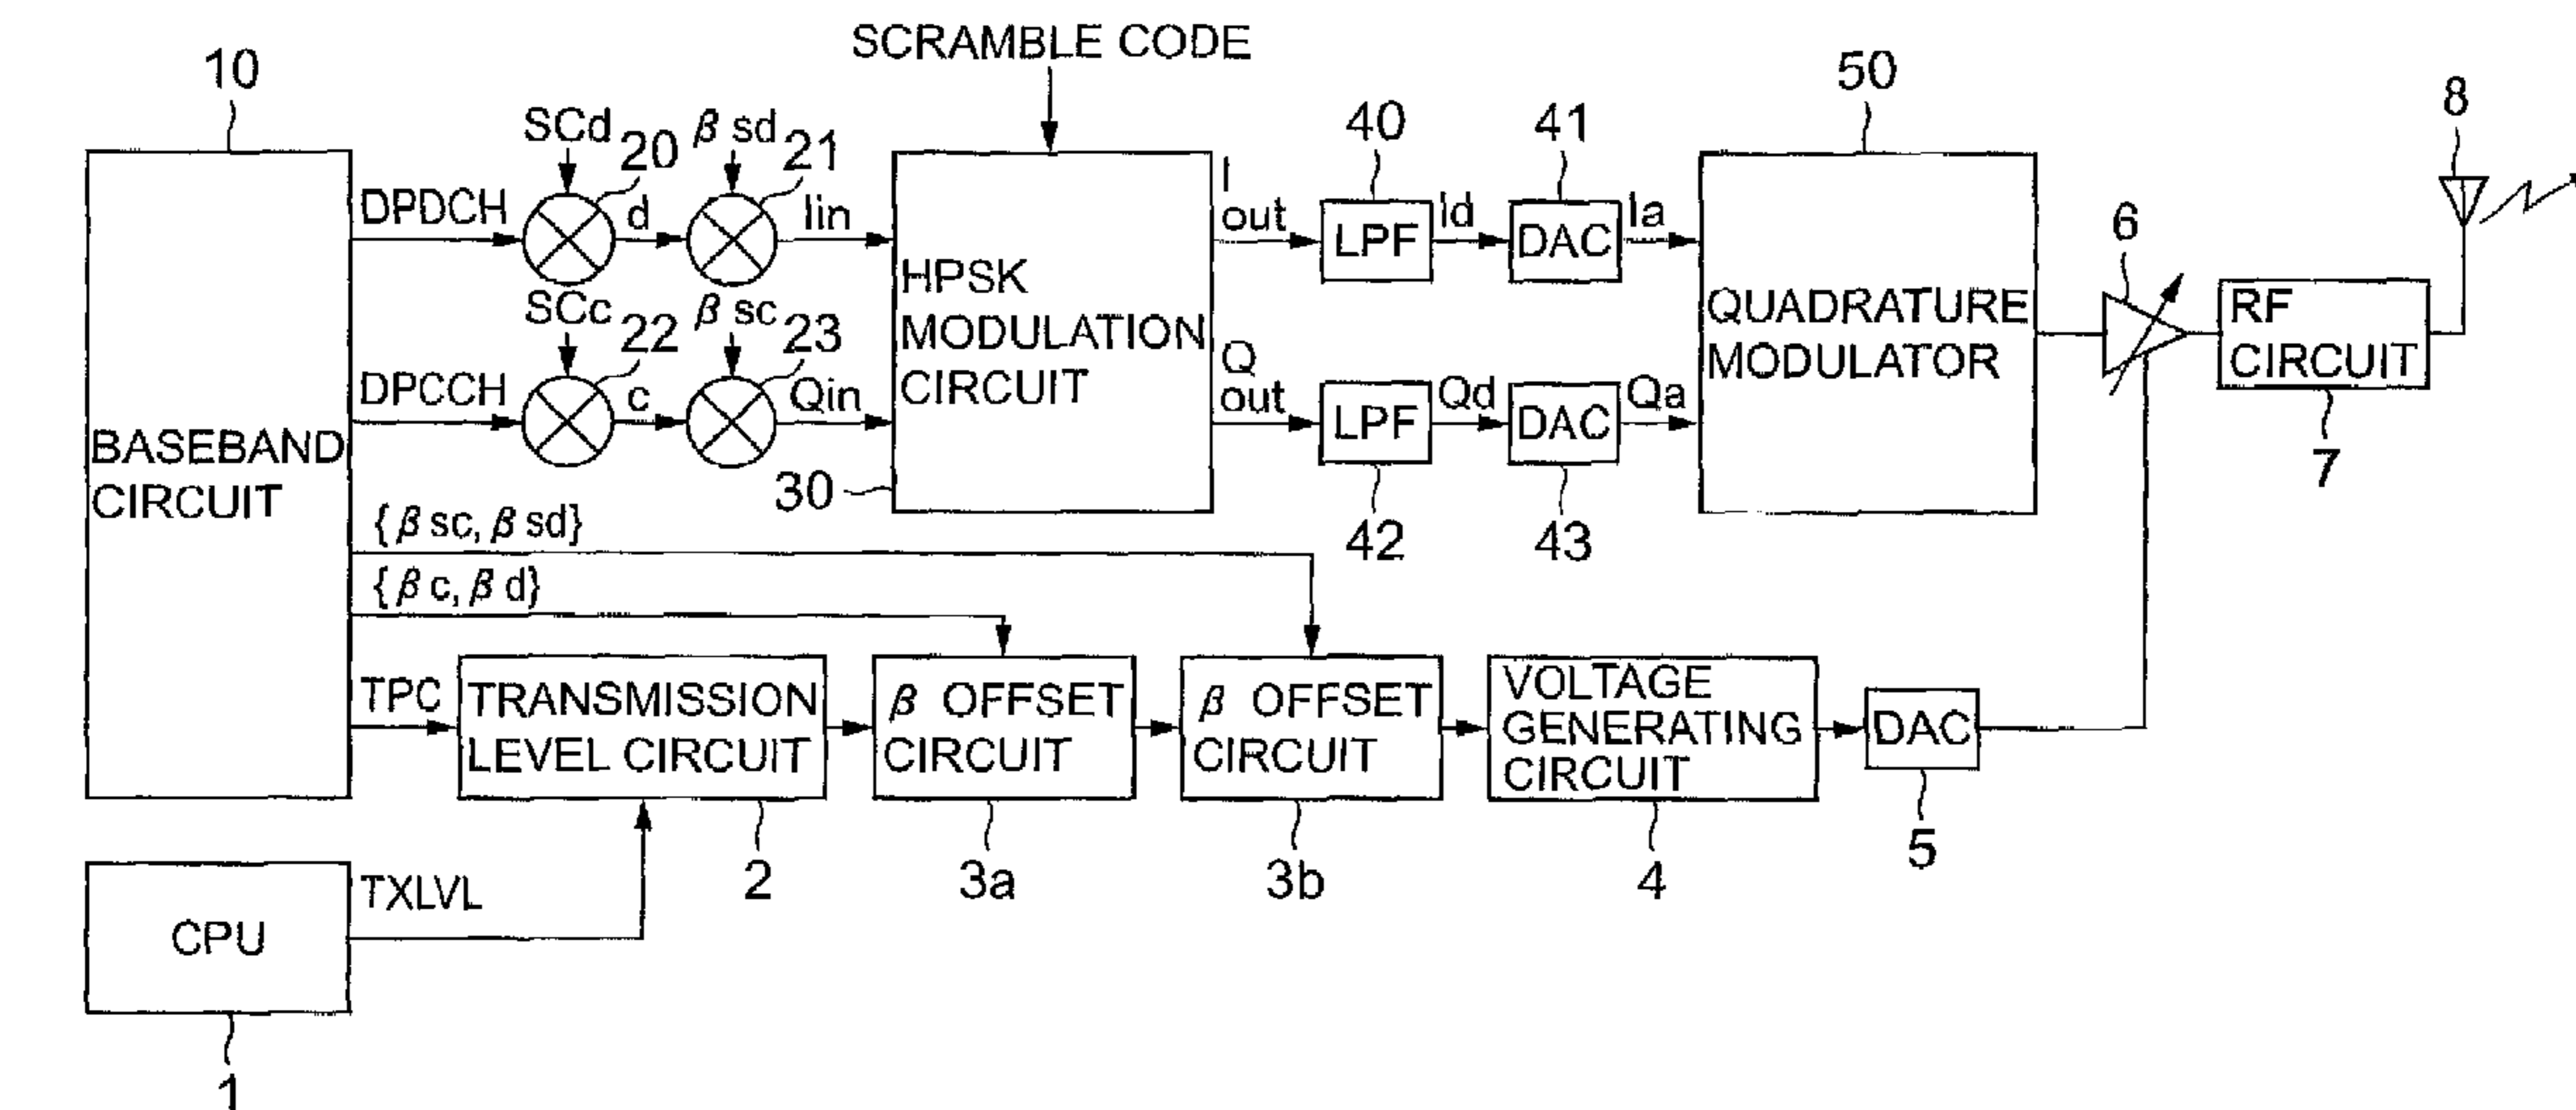 SCRAMBLE CODE
10
50
8
SCd
20
β sd
21
40
41
6
DPDCH
d
Iin
I
out
LPF
Id
DAC
Ia
HPSK
MODULATION
CIRCUIT
QUADRATURE
MODULATOR
RF
CIRCUIT
7
SCc
22
β sc
23
DPCCH
c
Qin
Q
out
LPF
Qd
DAC
Qa
30
42
43
BASEBAND
CIRCUIT
{β sc, β sd}
{β c, β d}
TPC
TRANSMISSION
LEVEL CIRCUIT
β OFFSET
CIRCUIT
β OFFSET
CIRCUIT
VOLTAGE
GENERATING
CIRCUIT
DAC
2
3a
3b
4
5
TXLVL
CPU
1